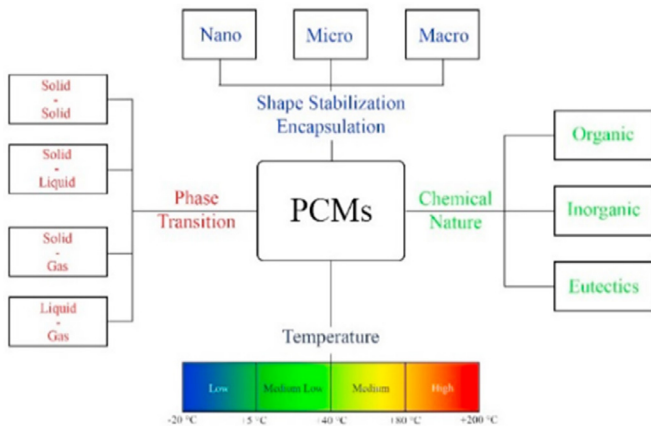 Nano
Micro
Macro
Shape Stabilization
Encapsulation
Solid
-
Solid
Solid
-
Liquid
Solid
-
Gas
Liquid
-
Gas
Phase
Transition
PCMs
Chemical
Nature
Organic
Inorganic
Eutectics
Temperature
Low
Medium Low
Medium
High
-20 °C
+5 °C
+40 °C
+80 °C
+200 °C